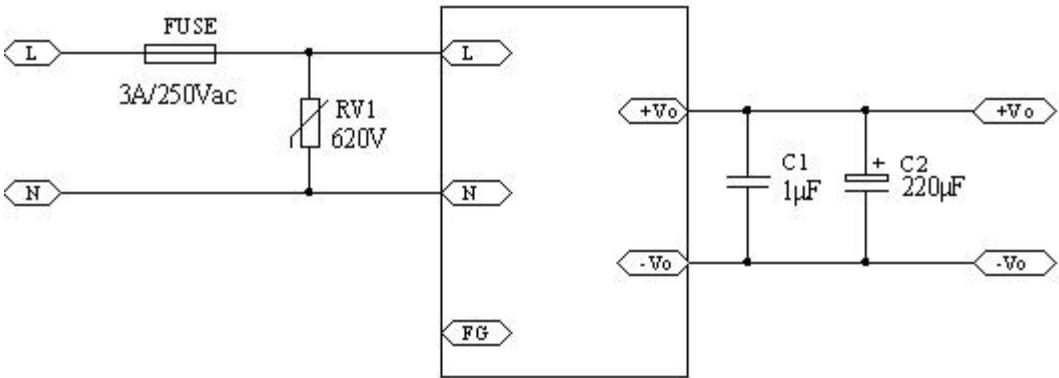 FUSE
L
3A/250Vac
L
RV1
620V
+Vo
+Vo
C1
1µF
+
C2
220µF
N
N
-Vo
-Vo
FG